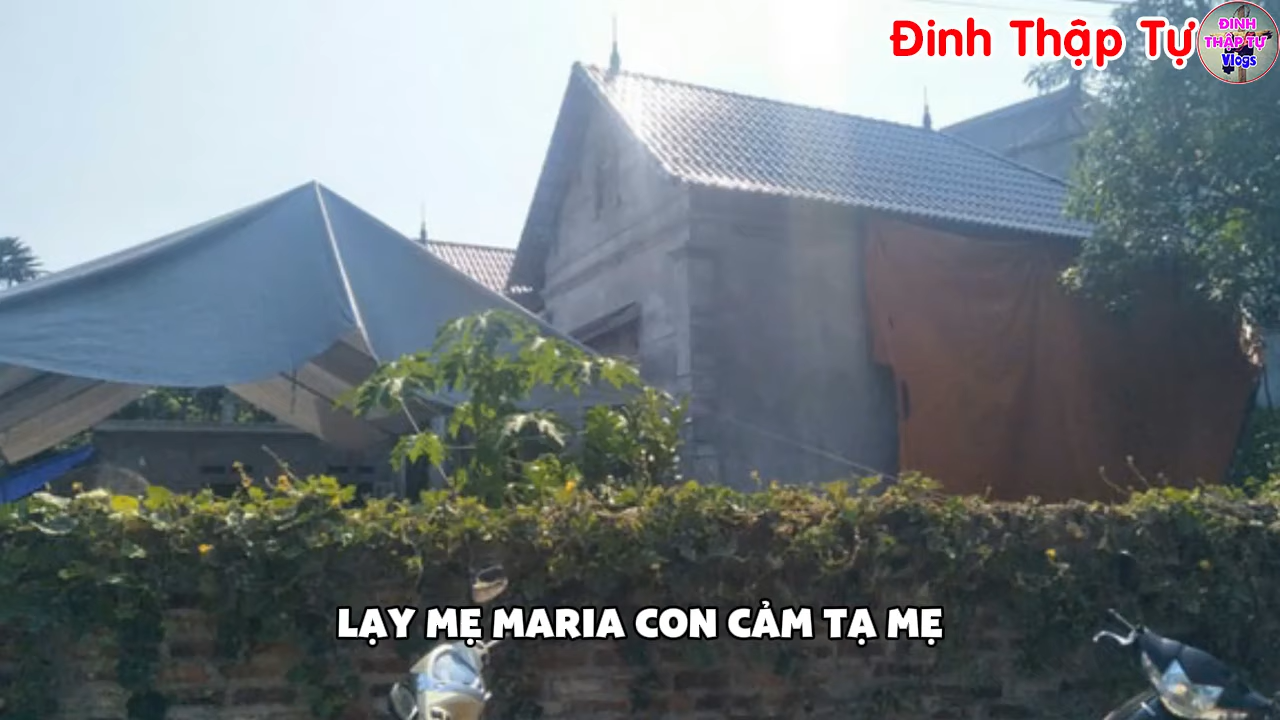 Đinh Thập Tự
ĐINH
THẬP TỰ
Vlogs
LẠY MẸ MARIA CON CẢM TẠ MẸ